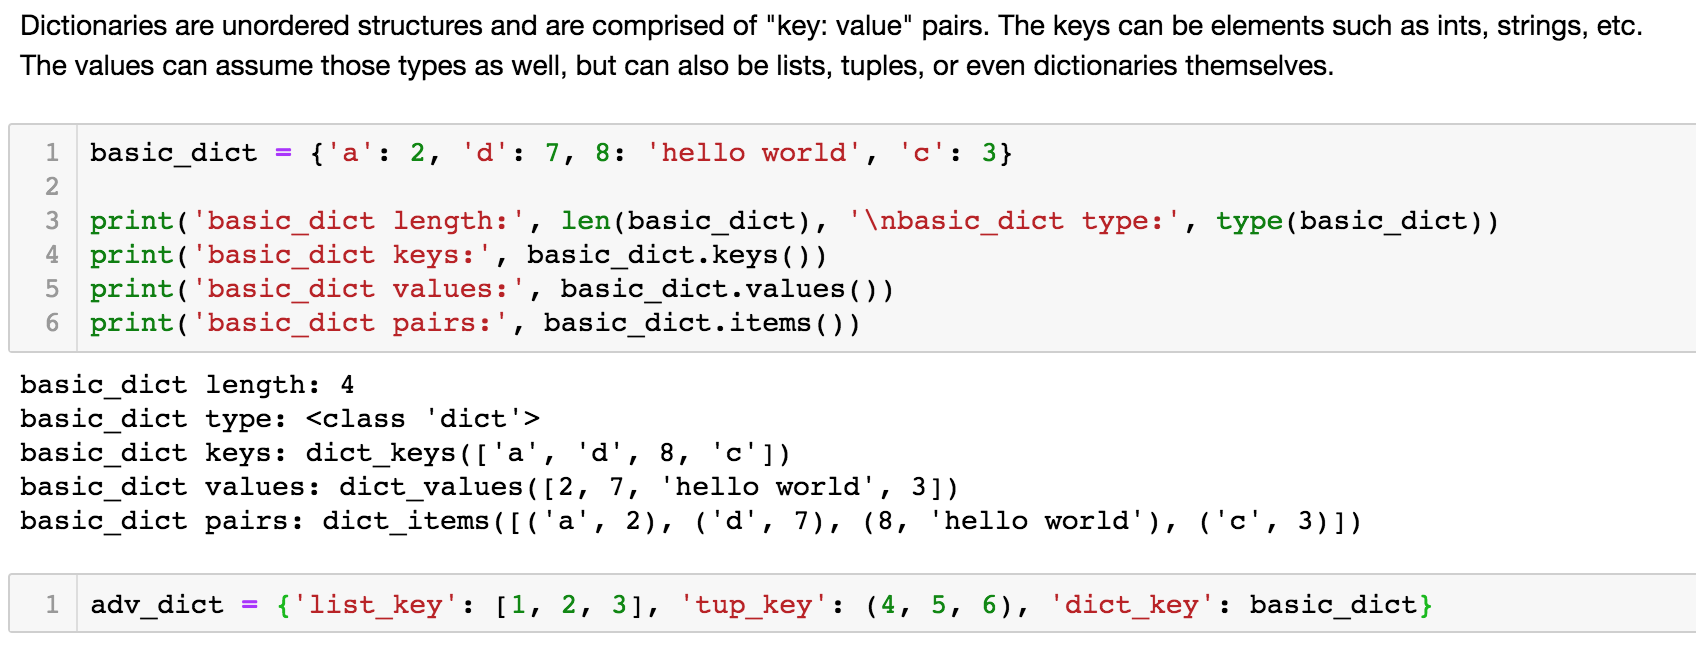 Dictionaries are unordered structures and are comprised of "key: value" pairs. The keys can be elements such as ints, strings, etc.
The values can assume those types as well, but can also be lists, tuples, or even dictionaries themselves.
1 basic_dict = {'a': 2, 'd': 7, 8: 'hello world', 'c': 3}
2
3 print('basic_dict length:', len(basic_dict), '\nbasic_dict type:', type(basic_dict))
4 print('basic_dict keys:', basic_dict.keys())
5 print('basic_dict values:', basic_dict.values())
6 print('basic_dict pairs:', basic_dict.items())
basic_dict length: 4
basic_dict type: <class 'dict'>
basic_dict keys: dict_keys(['a', 'd', 8, 'c'])
basic_dict values: dict_values([2, 7, 'hello world', 3])
basic_dict pairs: dict_items([('a', 2), ('d', 7), (8, 'hello world'), ('c', 3)])
1 adv_dict = {'list_key': [1, 2, 3], 'tup_key': (4, 5, 6), 'dict_key': basic_dict}